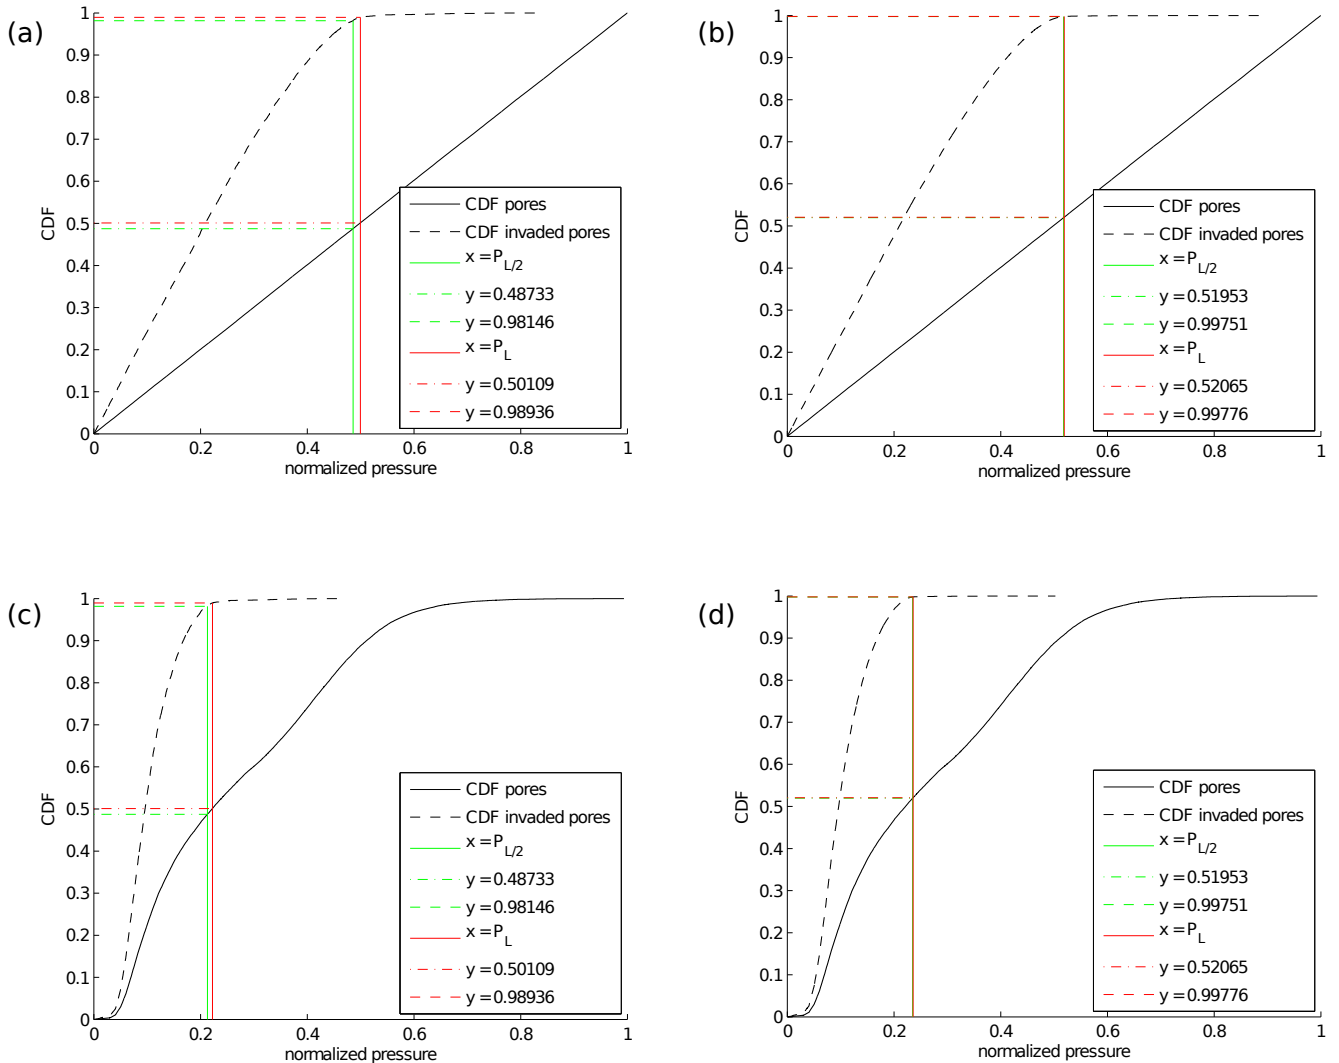 (a)
1
0.9
0.8
0.7
0.6
0.5
0.4
0.3
0.2
0.1
0
CDF
0 0.2 0.4 0.6 0.8 1
normalized pressure
CDF pores
CDF invaded pores
x = P_L/2
y = 0.48733
y = 0.98146
x = P_L
y = 0.50109
y = 0.98936
(b)
1
0.9
0.8
0.7
0.6
0.5
0.4
0.3
0.2
0.1
0
CDF
0 0.2 0.4 0.6 0.8 1
normalized pressure
CDF pores
CDF invaded pores
x = P_L/2
y = 0.51953
y = 0.99751
x = P_L
y = 0.52065
y = 0.99776
(c)
1
0.9
0.8
0.7
0.6
0.5
0.4
0.3
0.2
0.1
0
CDF
0 0.2 0.4 0.6 0.8 1
normalized pressure
CDF pores
CDF invaded pores
x = P_L/2
y = 0.48733
y = 0.98146
x = P_L
y = 0.50109
y = 0.98936
(d)
1
0.9
0.8
0.7
0.6
0.5
0.4
0.3
0.2
0.1
0
CDF
0 0.2 0.4 0.6 0.8 1
normalized pressure
CDF pores
CDF invaded pores
x = P_L/2
y = 0.51953
y = 0.99751
x = P_L
y = 0.52065
y = 0.99776